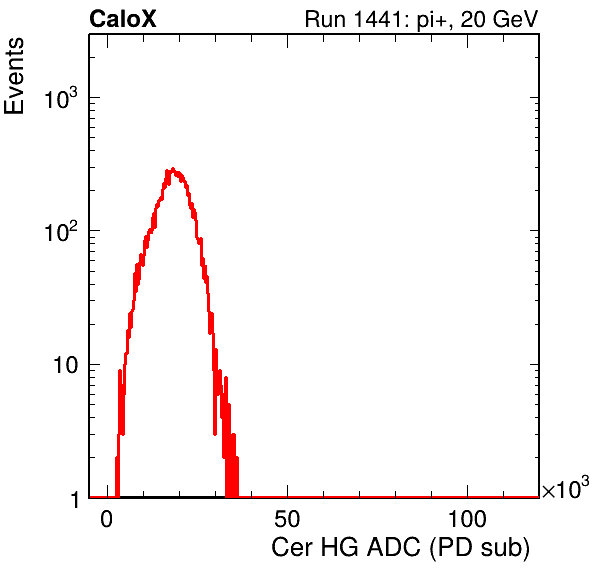 CaloX Run 1441: pi+, 20 GeV
Events
10³
10²
10
1
0 50 100 ×10³
Cer HG ADC (PD sub)